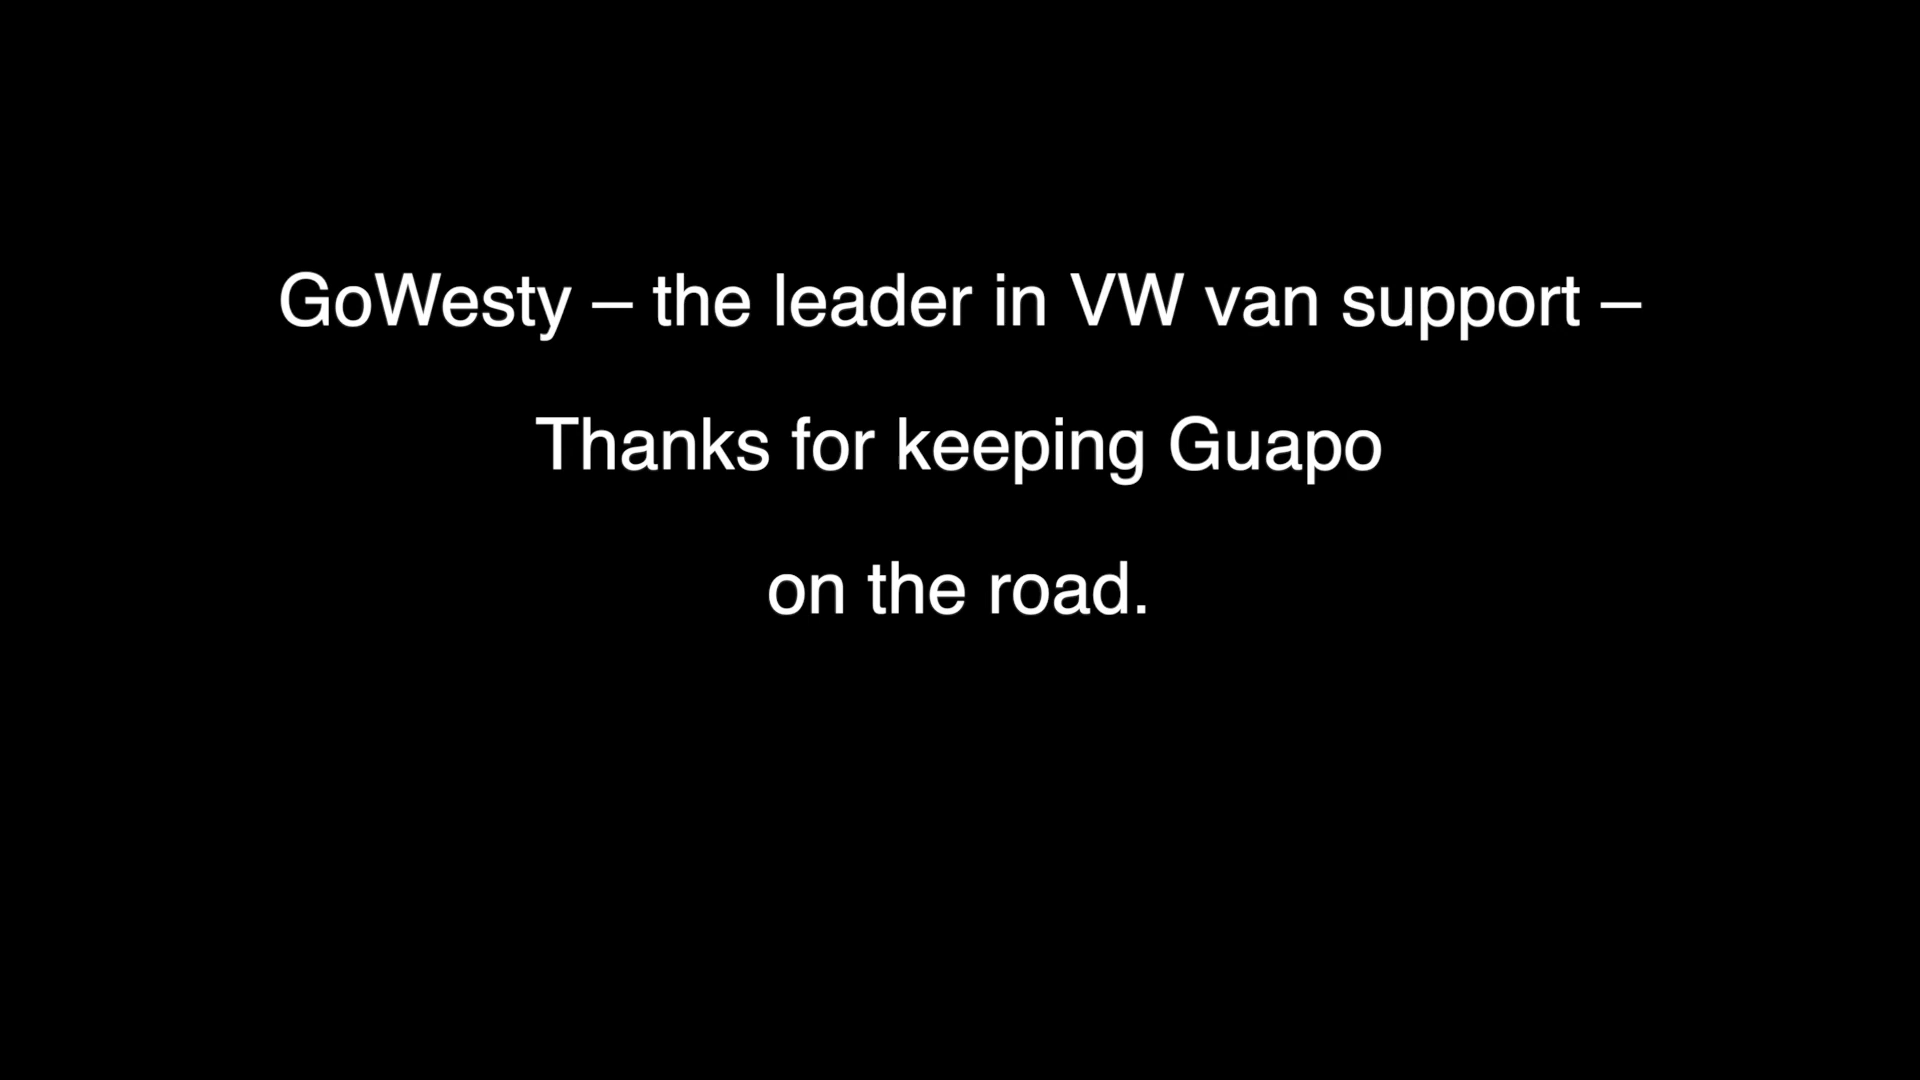 GoWesty – the leader in VW van support –
Thanks for keeping Guapo
on the road.